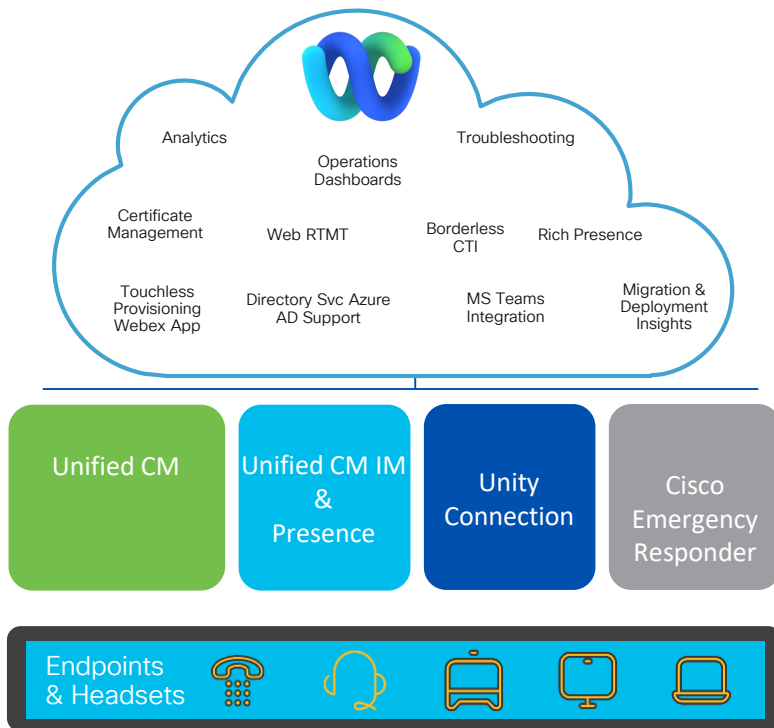 Analytics
Troubleshooting
Operations
Dashboards
Certificate
Management
Web RTMT
Borderless
CTI
Rich Presence
Touchless
Provisioning
Webex App
Directory Svc Azure
AD Support
MS Teams
Integration
Migration &
Deployment
Insights
Unified CM
Unified CM IM
&
Presence
Unity
Connection
Cisco
Emergency
Responder
Endpoints
& Headsets